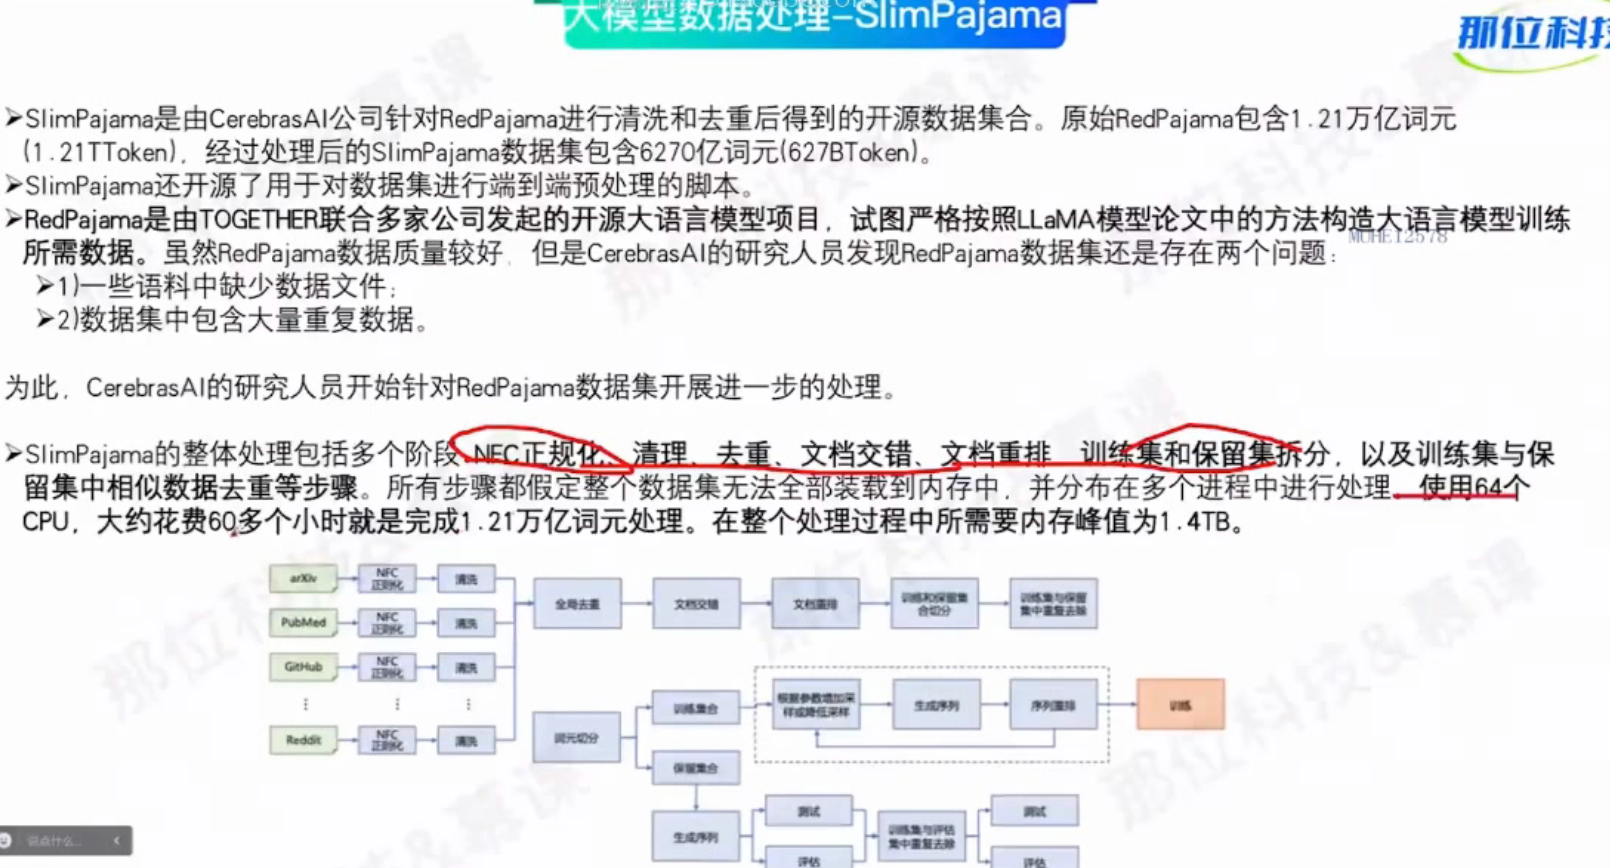 大模型数据处理-SlimPajama
那位科技
➤SlimPajama是由CerebrasAI公司针对RedPajama进行清洗和去重后得到的开源数据集合。原始RedPajama包含1.21万亿词元
(1.21TToken)，经过处理后的SlimPajama数据集包含6270亿词元(627BToken)。
➤SlimPajama还开源了用于对数据集进行端到端预处理的脚本。
➤RedPajama是由TOGETHER联合多家公司发起的开源大语言模型项目，试图严格按照LLaMA模型论文中的方法构造大语言模型训练
所需数据。虽然RedPajama数据质量较好，但是CerebrasAI的研究人员发现RedPajama数据集还是存在两个问题：
MUHE12578
➤1)一些语料中缺少数据文件；
➤2)数据集中包含大量重复数据。
为此，CerebrasAI的研究人员开始针对RedPajama数据集开展进一步的处理。
➤SlimPajama的整体处理包括多个阶段：NFC正规化、清理、去重、文档交错、文档重排、训练集和保留集拆分，以及训练集与保
留集中相似数据去重等步骤。所有步骤都假定整个数据集无法全部装载到内存中，并分布在多个进程中进行处理。使用64个
CPU，大约花费60多个小时就是完成1.21万亿词元处理。在整个处理过程中所需要内存峰值为1.4TB。
arXiv
NFC
正则化
清洗
全局去重
文档交错
文档重排
训练和保留集
合切分
训练集与保留
集中重复去除
PubMed
NFC
正则化
清洗
GitHub
NFC
正则化
清洗
Reddit
NFC
正则化
清洗
词元切分
训练集合
根据参数增加采
样或降低采样
生成序列
序列重排
训练
保留集合
生成序列
测试
评估
训练集与评估
集中重复去除
测试
评估
说点什么...
那位科技&慕课